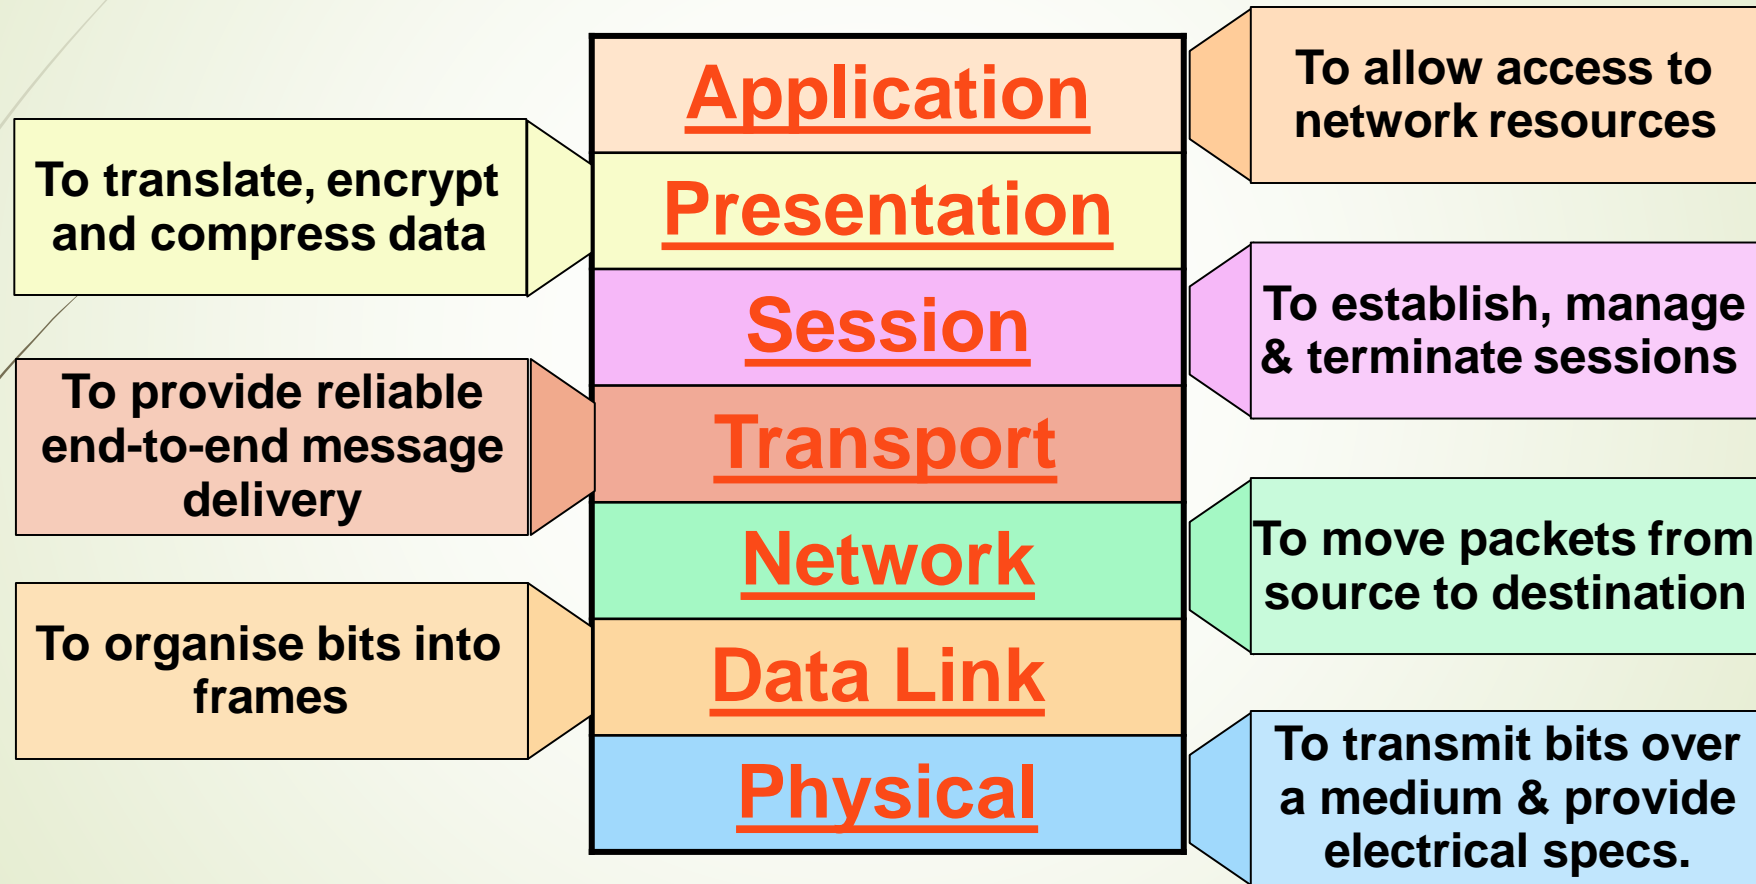 Application
To allow access to
network resources
To translate, encrypt
and compress data
Presentation
Session
To establish, manage
& terminate sessions
To provide reliable
end-to-end message
delivery
Transport
Network
To move packets from
source to destination
To organise bits into
frames
Data Link
Physical
To transmit bits over
a medium & provide
electrical specs.